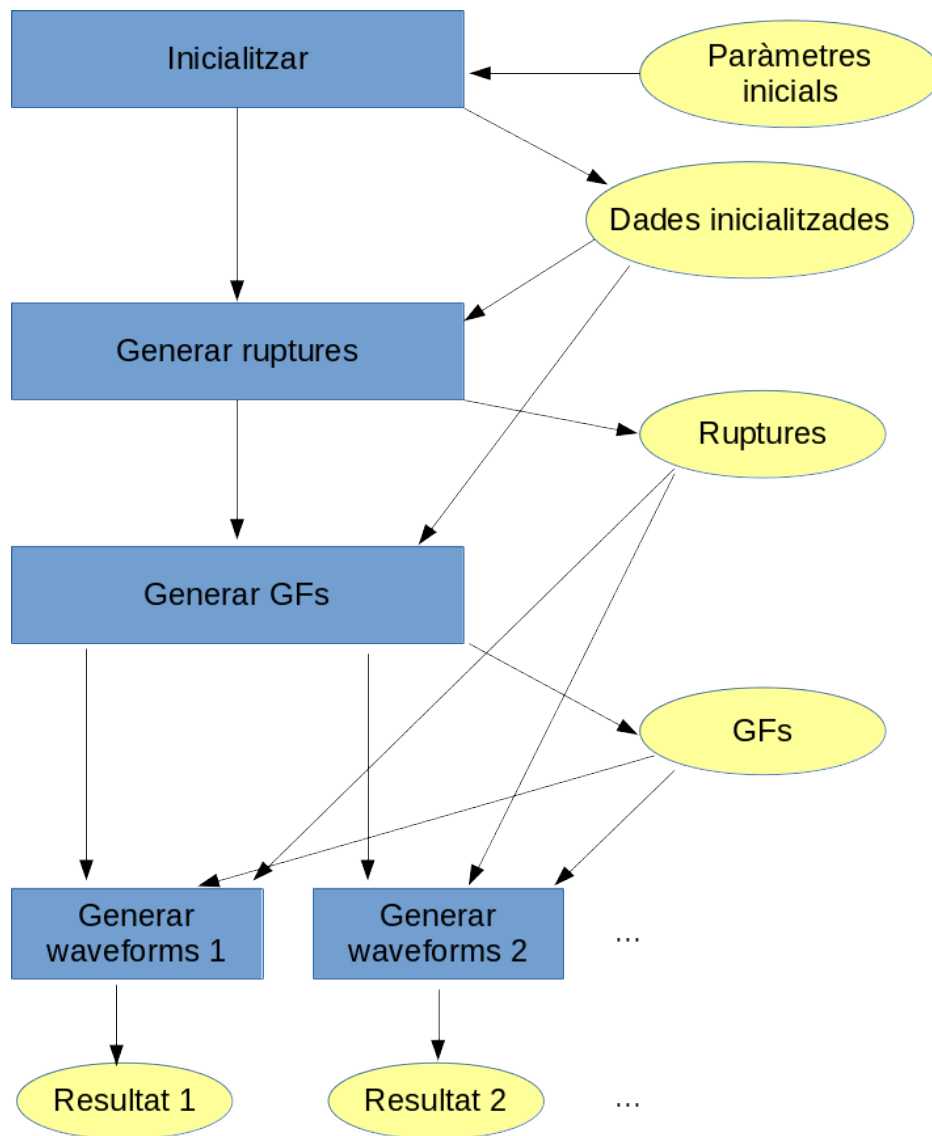 Inicialitzar
Paràmetres
inicials
Dades inicialitzades
Generar ruptures
Ruptures
Generar GFs
GFs
Generar
waveforms 1
Generar
waveforms 2
...
Resultat 1
Resultat 2
...